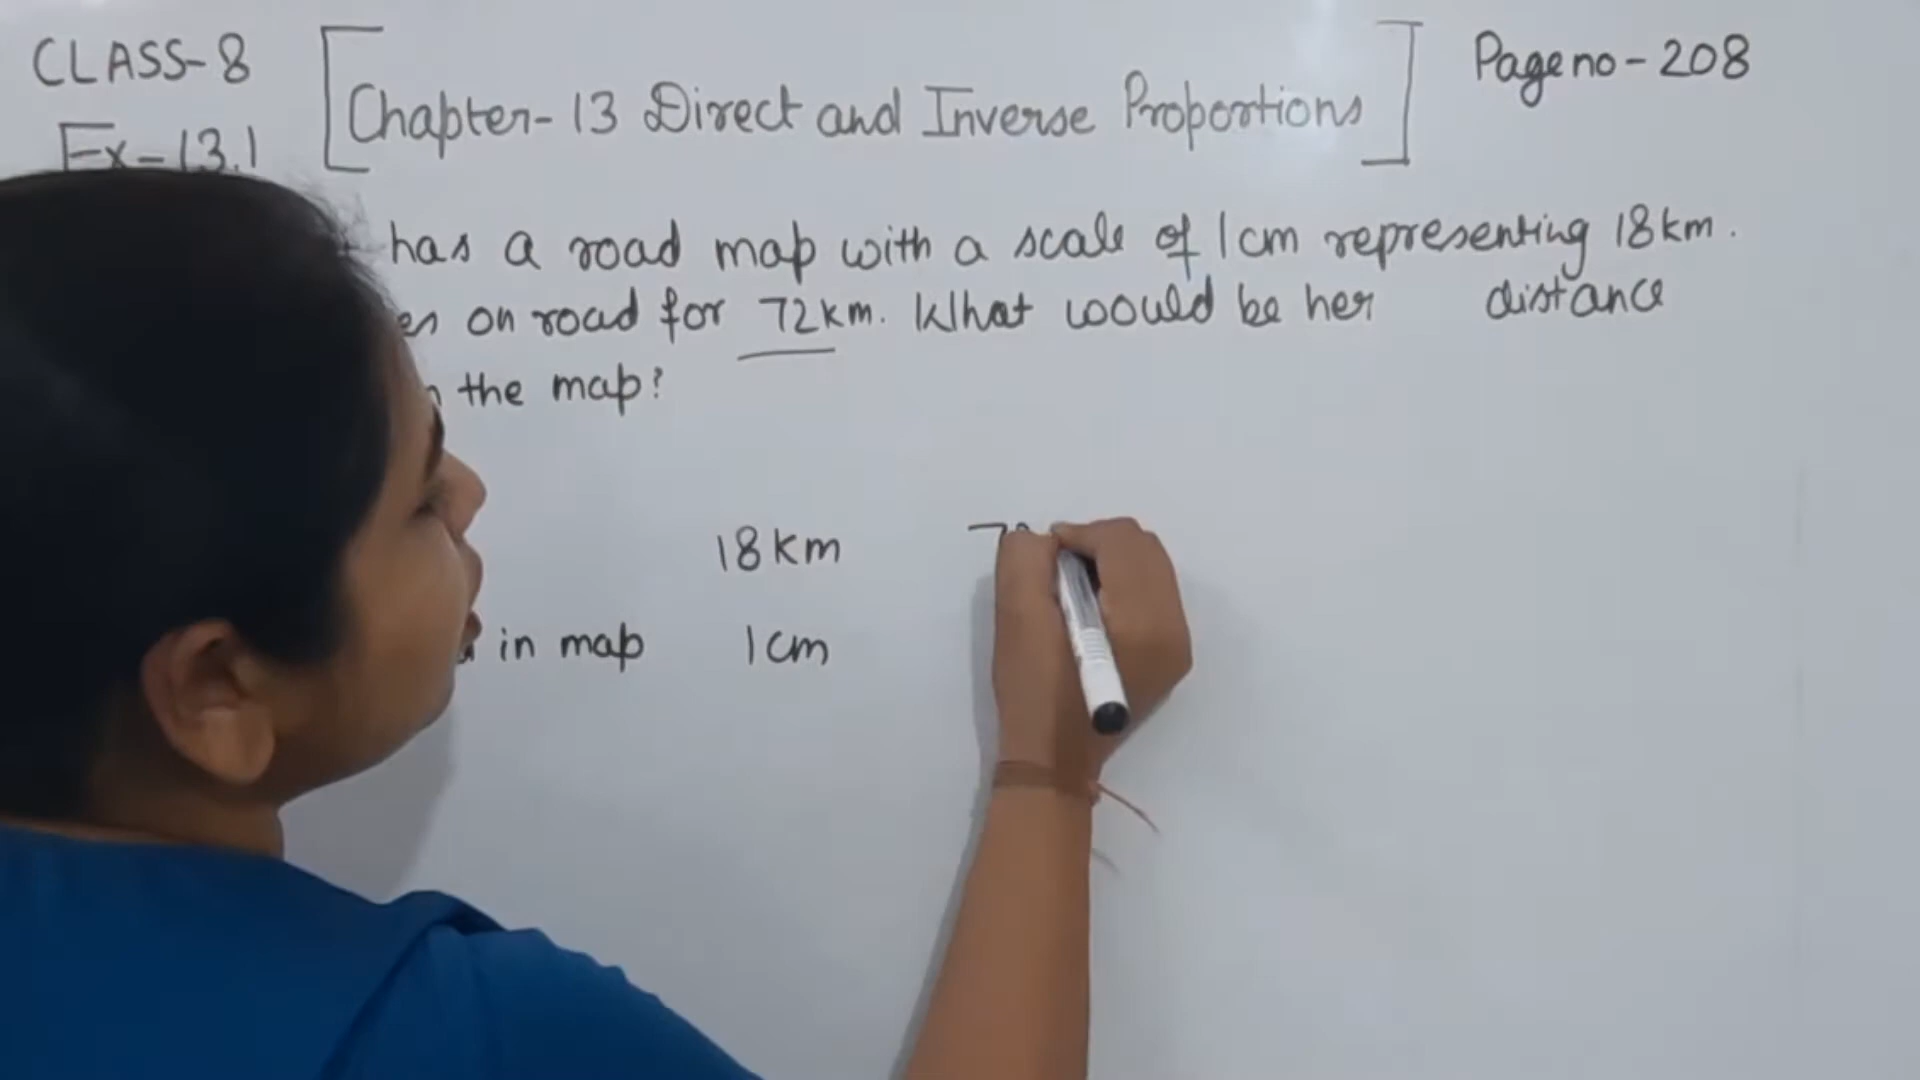 CLASS-8
Ex-13.1
Chapter-13 Direct and Inverse Proportions
Page no-208
has a road map with a scale of 1cm representing 18km.
on road for 72km. What would be her distance
the map?
18km 7
in map 1cm